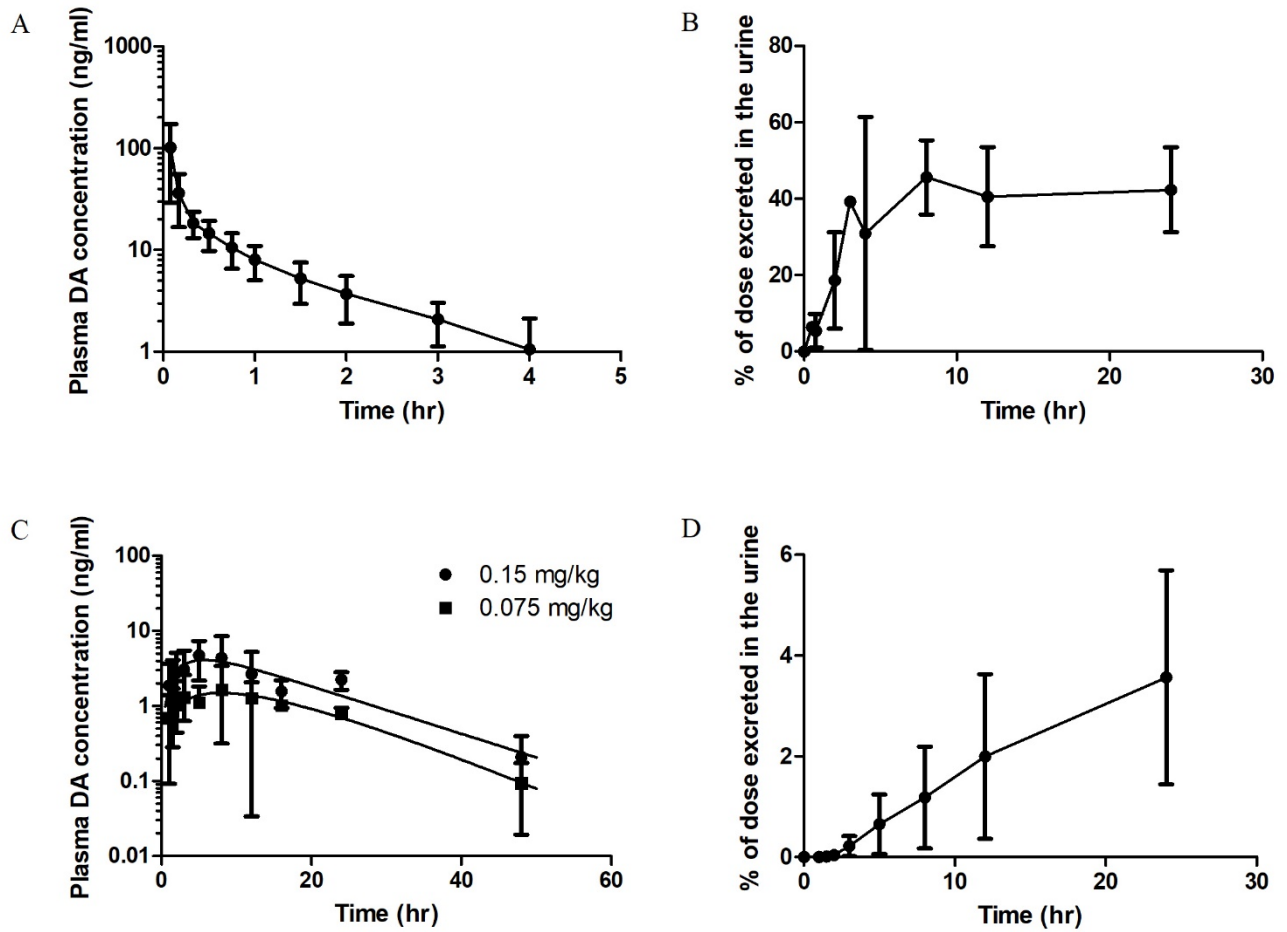 A
Plasma DA concentration (ng/ml)
1000
100
10
1
0 1 2 3 4 5
Time (hr)
B
% of dose excreted in the urine
80
60
40
20
0
0 10 20 30
Time (hr)
C
Plasma DA concentration (ng/ml)
100
10
1
0.1
0.01
0 20 40 60
Time (hr)
0.15 mg/kg
0.075 mg/kg
D
% of dose excreted in the urine
6
4
2
0
0 10 20 30
Time (hr)